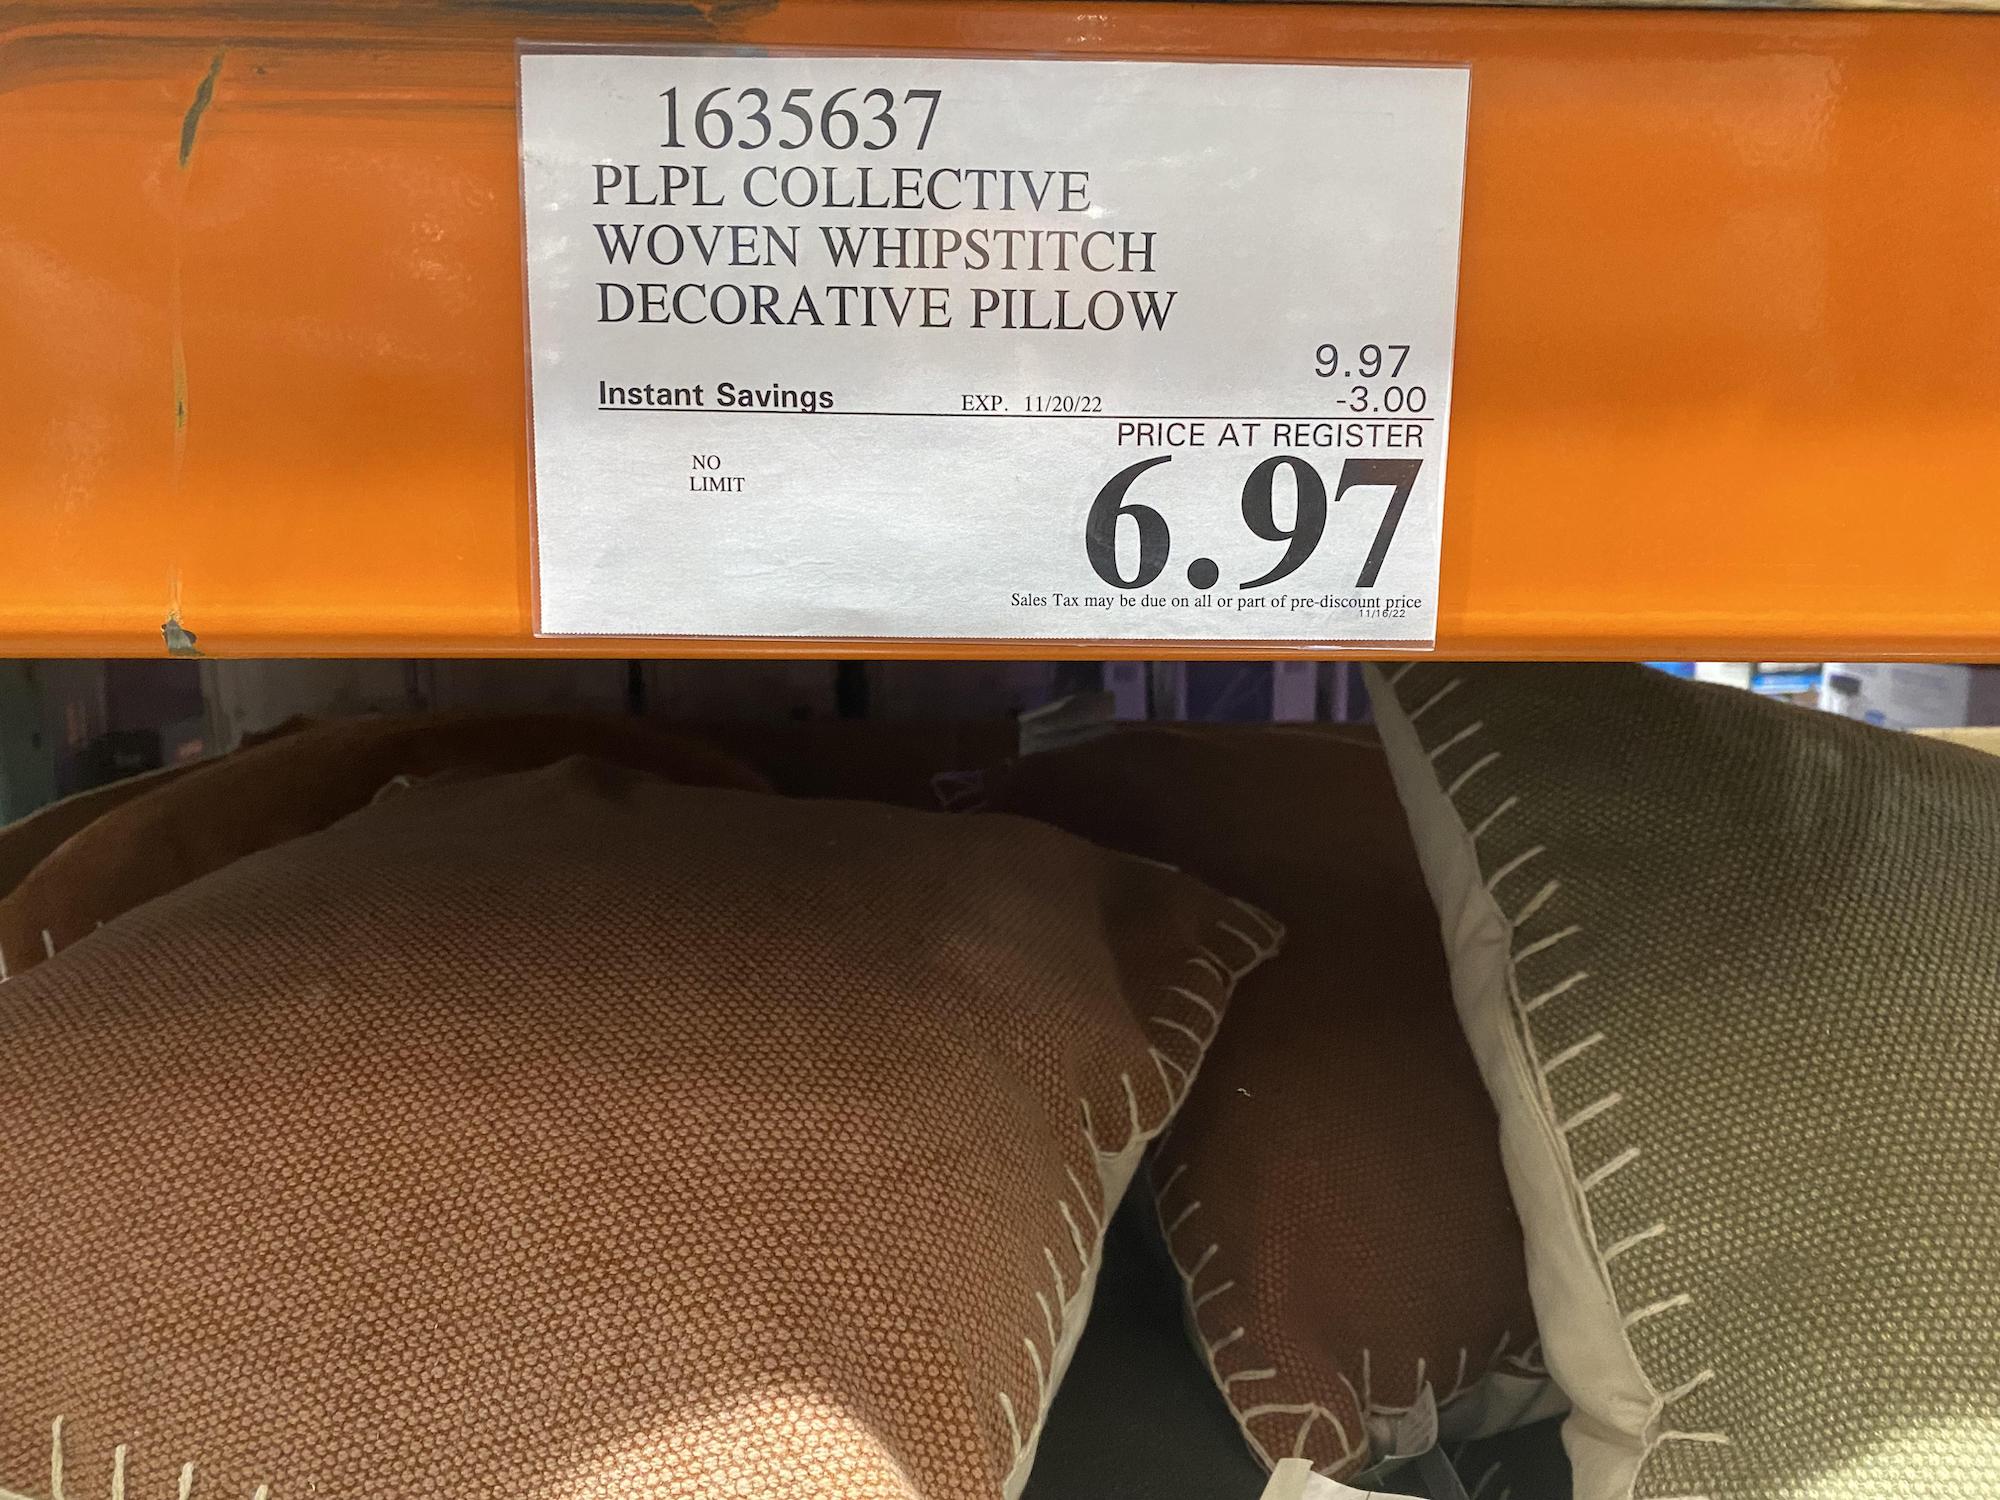 1635637
PLPL COLLECTIVE
WOVEN WHIPSTITCH
DECORATIVE PILLOW
9.97
Instant Savings EXP. 11/20/22 -3.00
PRICE AT REGISTER
NO
LIMIT
6.97
Sales Tax may be due on all or part of pre-discount price
11/16/22